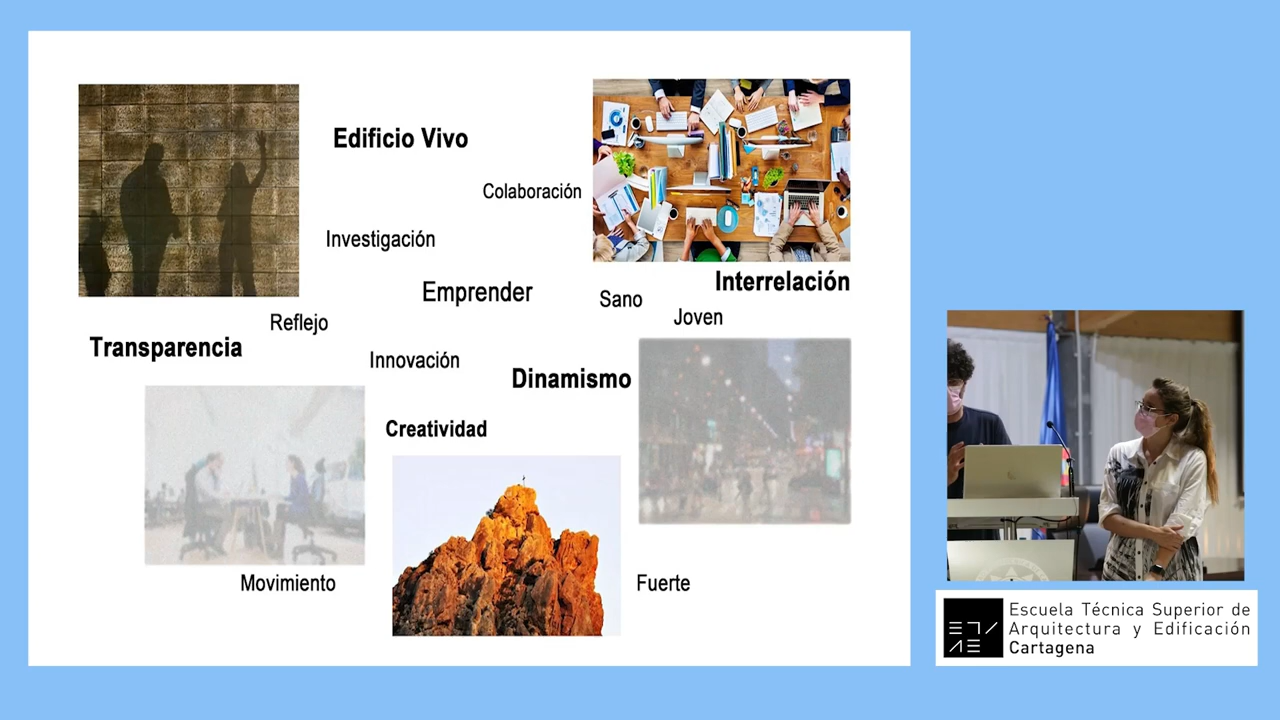 Edificio Vivo
Colaboración
Investigación
Interrelación
Emprender
Sano
Joven
Reflejo
Transparencia
Innovación
Dinamismo
Creatividad
Movimiento
Fuerte
Escuela Técnica Superior de
Arquitectura y Edificación
Cartagena